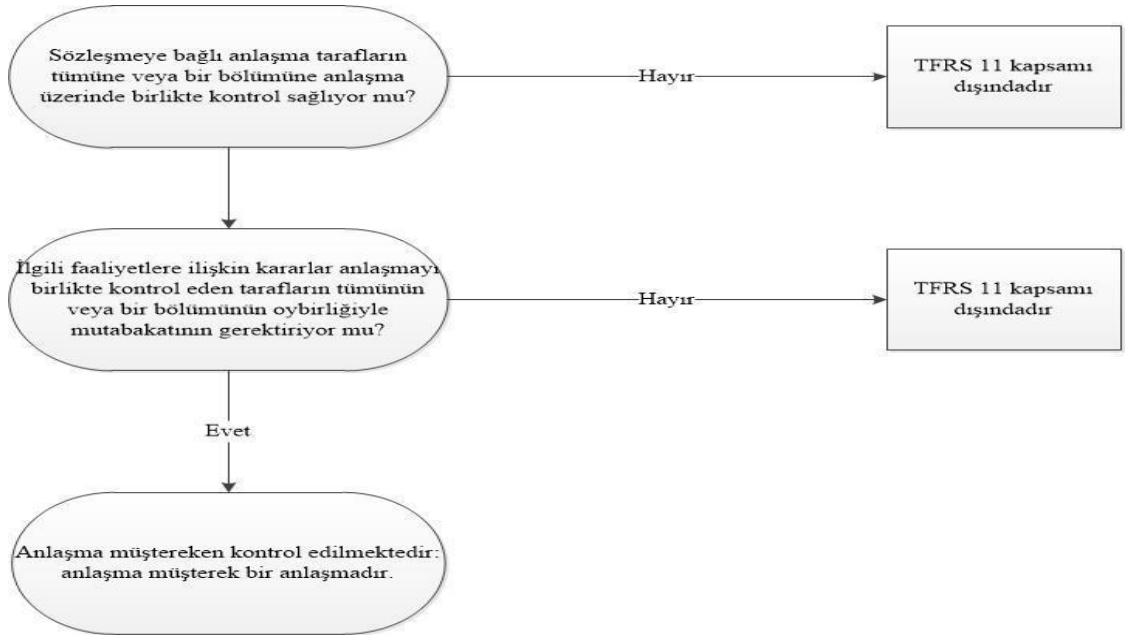 Sözleşmeye bağlı anlaşma tarafların
tümüne veya bir bölümüne anlaşma
üzerinde birlikte kontrol sağlıyor mu?
Hayır
TFRS 11 kapsamı
dışındadır
İlgili faaliyetlere ilişkin kararlar anlaşmayı
birlikte kontrol eden tarafların tümünün
veya bir bölümünün oybirliğiyle
mutabakatının gerektiriyor mu?
Hayır
TFRS 11 kapsamı
dışındadır
Evet
Anlaşma müştereken kontrol edilmektedir:
anlaşma müşterek bir anlaşmadır.